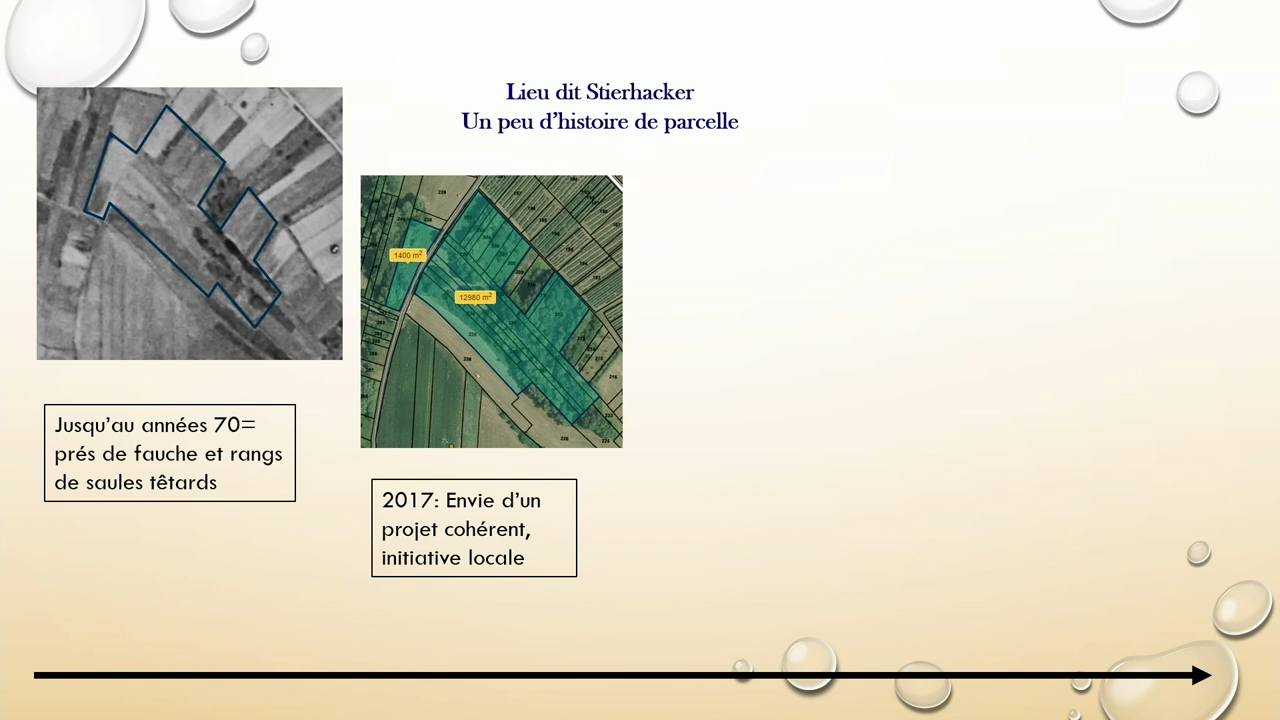 Lieu dit Stierhacker
Un peu d'histoire de parcelle
1400 m²
12980 m²
Jusqu'au années 70=
prés de fauche et rangs
de saules têtards
2017: Envie d'un
projet cohérent,
initiative locale